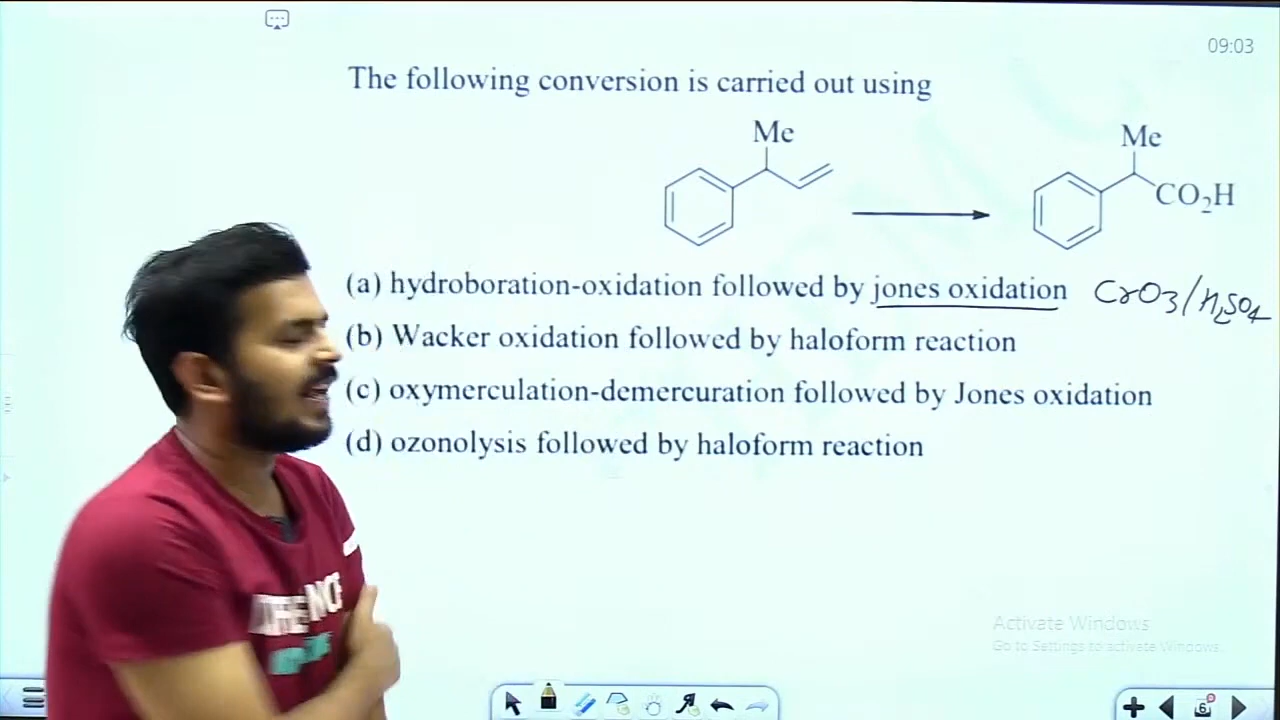 09:03
The following conversion is carried out using
Me
Me
CO₂H
(a) hydroboration-oxidation followed by jones oxidation CrO3/H₂SO4
(b) Wacker oxidation followed by haloform reaction
(c) oxymerculation-demercuration followed by Jones oxidation
(d) ozonolysis followed by haloform reaction
Activate Windows
Go to Settings to activate Windows.
6